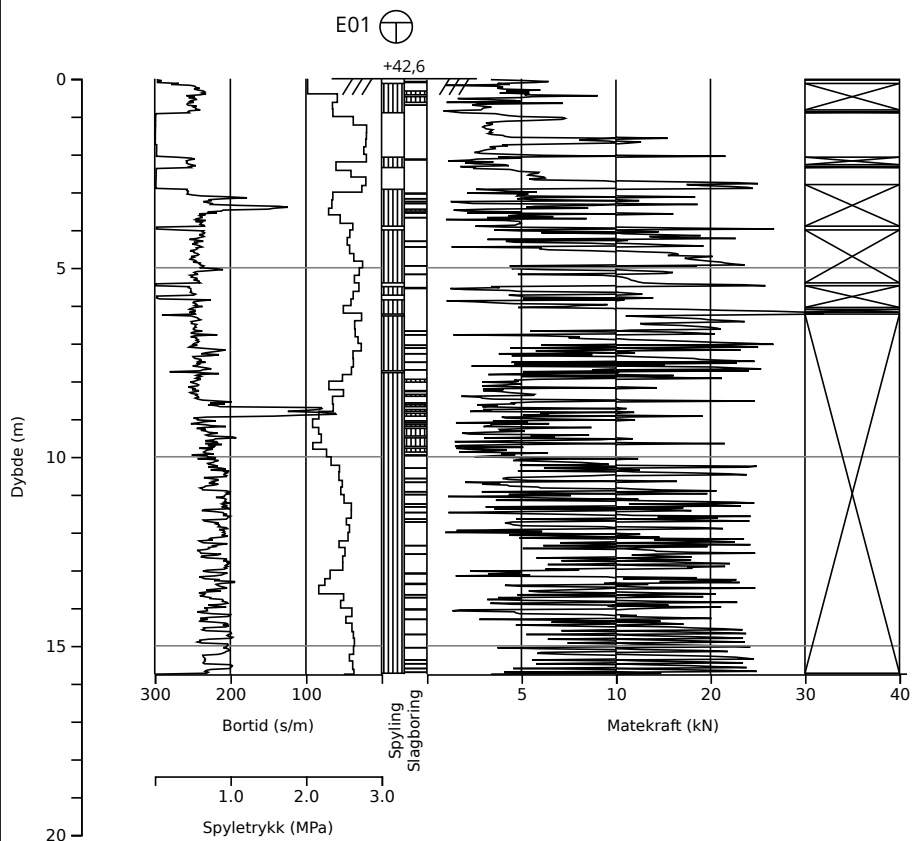 E01
+42,6
0
5
10
15
20
Dybde (m)
300 200 100
Bortid (s/m)
Spyling
Slagboring
5 10 20 30 40
Matekraft (kN)
1.0 2.0 3.0
Spyletrykk (MPa)